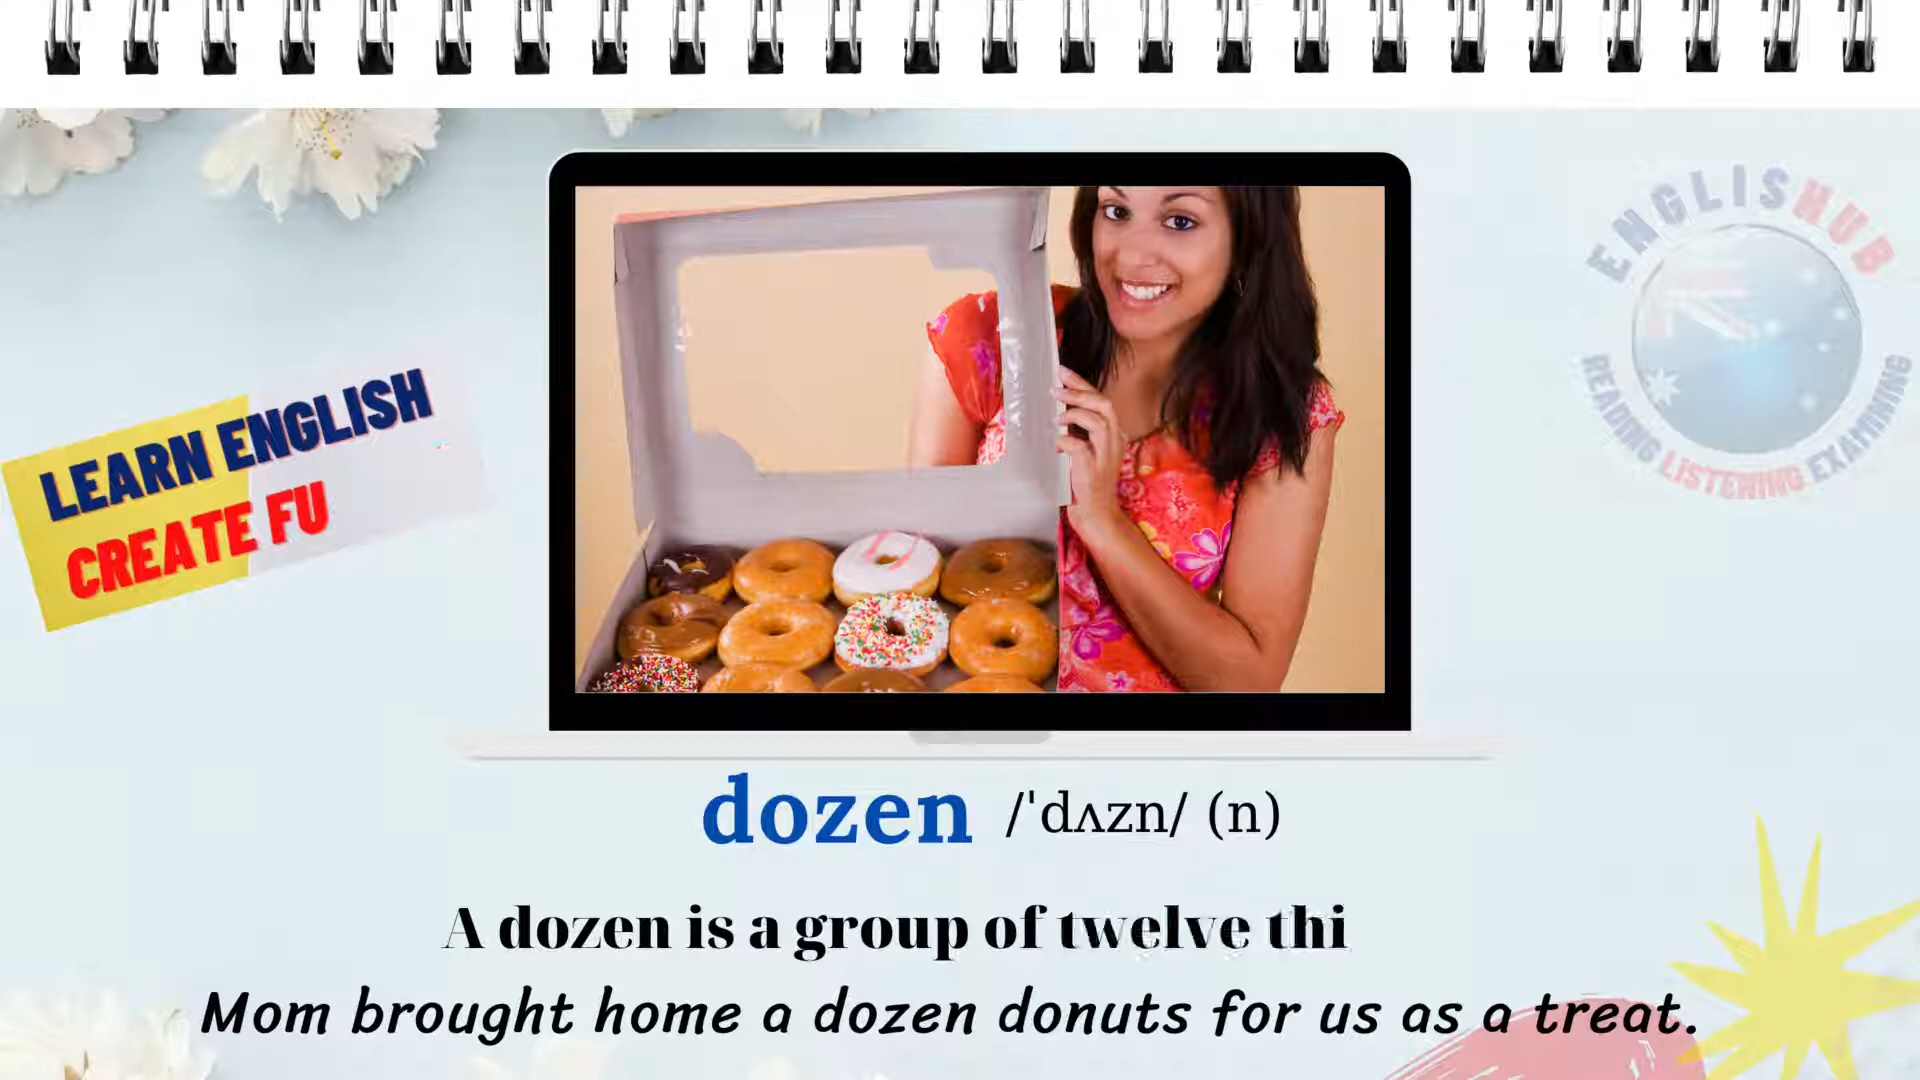 ENGLISHUB
READING LISTENING EXAMINING
LEARN ENGLISH
CREATE FU
dozen /ˈdʌzn/ (n)
A dozen is a group of twelve thi
Mom brought home a dozen donuts for us as a treat.